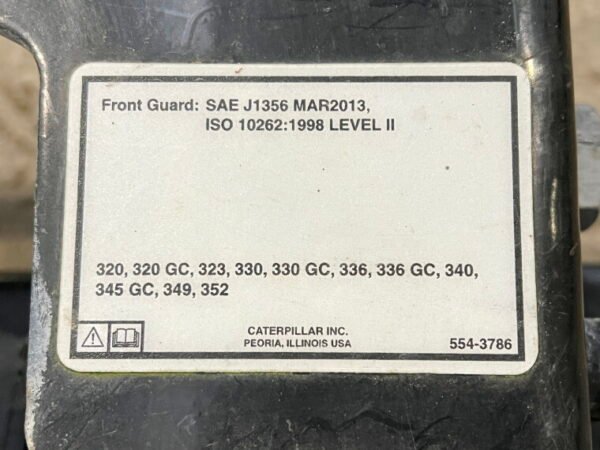 Front Guard: SAE J1356 MAR2013,
ISO 10262:1998 LEVEL II
320, 320 GC, 323, 330, 330 GC, 336, 336 GC, 340,
345 GC, 349, 352
CATERPILLAR INC.
PEORIA, ILLINOIS USA
554-3786